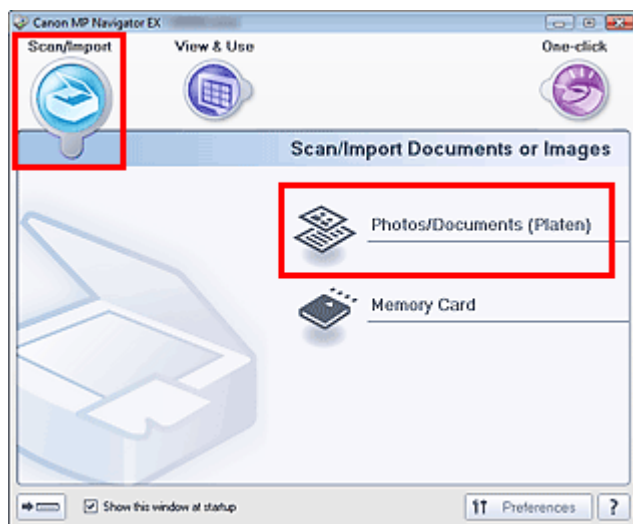 Canon MP Navigator EX
Scan/Import
View & Use
One-click
Scan/Import Documents or Images
Photos/Documents (Platen)
Memory Card
Show this window at startup
Preferences
?